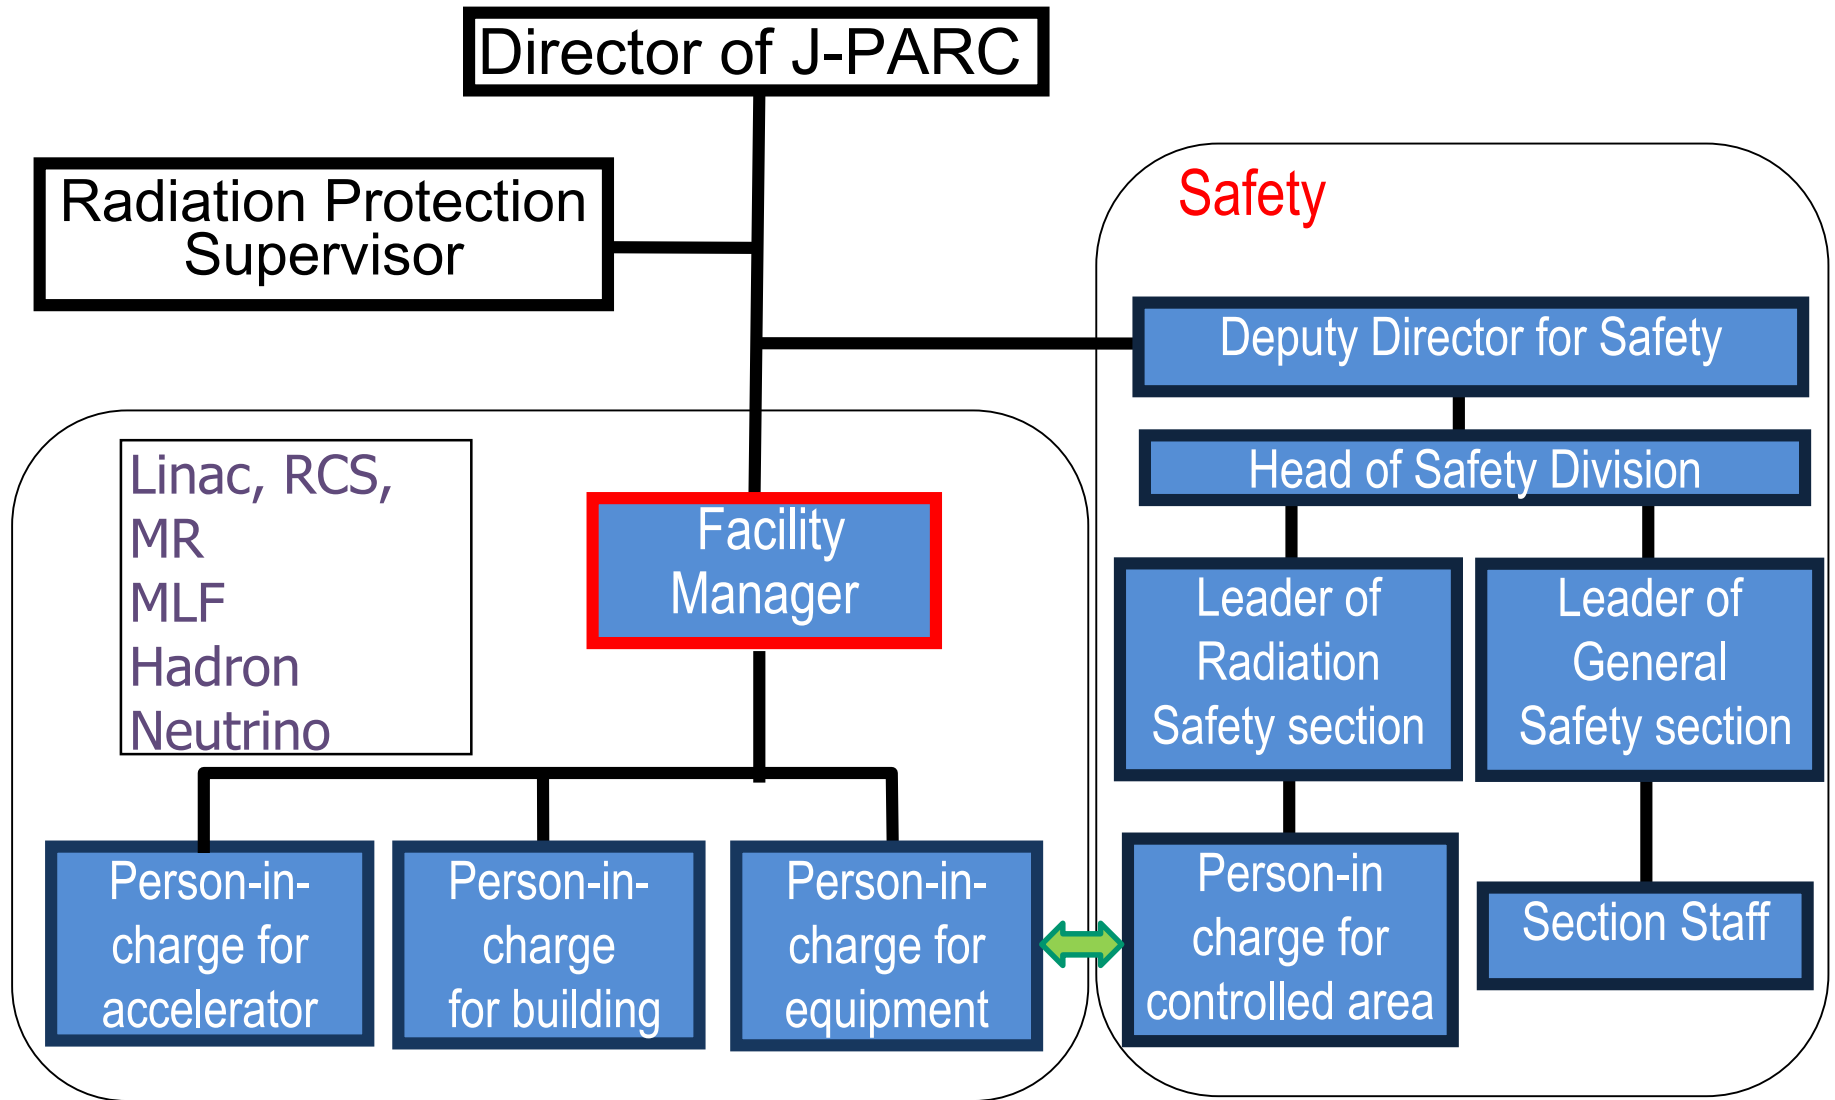 Director of J-PARC
Radiation Protection
Supervisor
Safety
Deputy Director for Safety
Head of Safety Division
Linac, RCS,
MR
MLF
Hadron
Neutrino
Facility
Manager
Leader of
Radiation
Safety section
Leader of
General
Safety section
Person-in-
charge for
accelerator
Person-in-
charge
for building
Person-in-
charge for
equipment
Person-in
charge for
controlled area
Section Staff